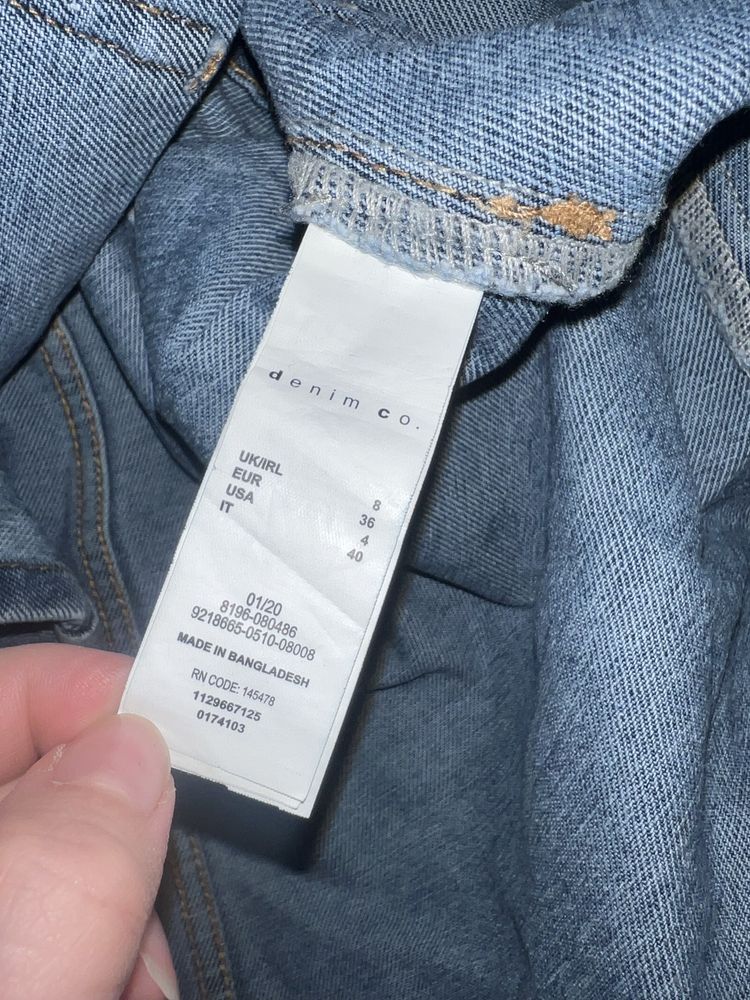 denim co.
UK/IRL 8
EUR 36
USA 4
IT 40
01/20
8196-080486
9218665-0510-08008
MADE IN BANGLADESH
RN CODE: 145478
1129667125
0174103